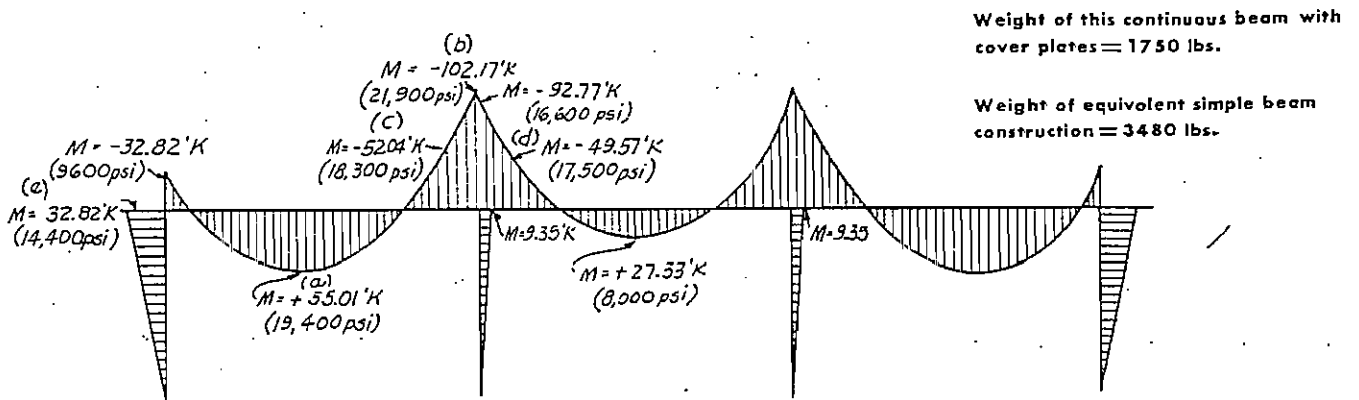 Weight of this continuous beam with
cover plates = 1750 lbs.
Weight of equivalent simple beam
construction = 3480 lbs.
(b)
M = -102.17'K
(21,900 psi)
M = -92.77'K
(16,600 psi)
(c)
M = -52.04'K
(18,300 psi)
(d)
M = -49.57'K
(17,500 psi)
M = -32.82'K
(9600 psi)
(e)
M = 32.82'K
(14,400 psi)
M = 9.35'K
M = 9.35
(a)
M = +55.01'K
(19,400 psi)
M = +27.33'K
(8,000 psi)